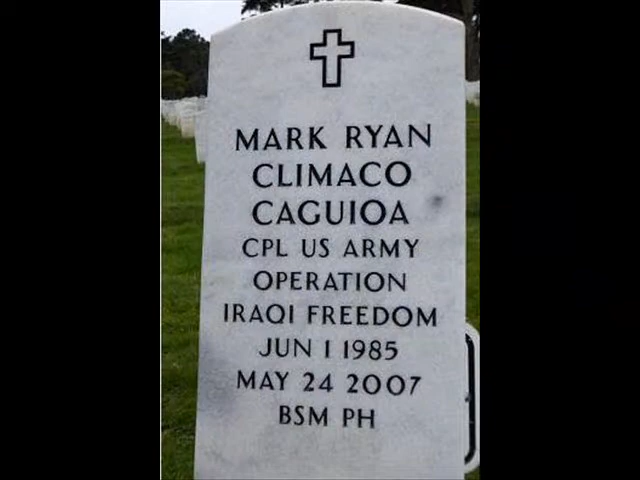 MARK RYAN
CLIMACO
CAGUIOA
CPL US ARMY
OPERATION
IRAQI FREEDOM
JUN 1 1985
MAY 24 2007
BSM PH